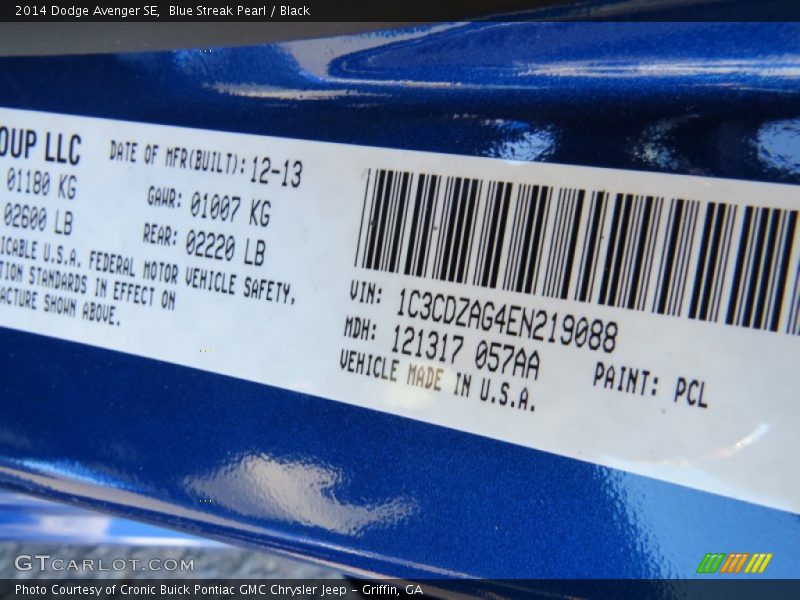 2014 Dodge Avenger SE,  Blue Streak Pearl / Black
OUP LLC
DATE OF MFR(BUILT): 12-13
01180 KG
GAWR: 01007 KG
02600 LB
REAR: 02220 LB
ICABLE U.S.A. FEDERAL MOTOR VEHICLE SAFETY,
TION STANDARDS IN EFFECT ON
ACTURE SHOWN ABOVE.
VIN: 1C3CDZAG4EN219088
MDH: 121317 057AA
PAINT: PCL
VEHICLE MADE IN U.S.A.
GTCARLOT.COM
Photo Courtesy of Cronic Buick Pontiac GMC Chrysler Jeep - Griffin, GA